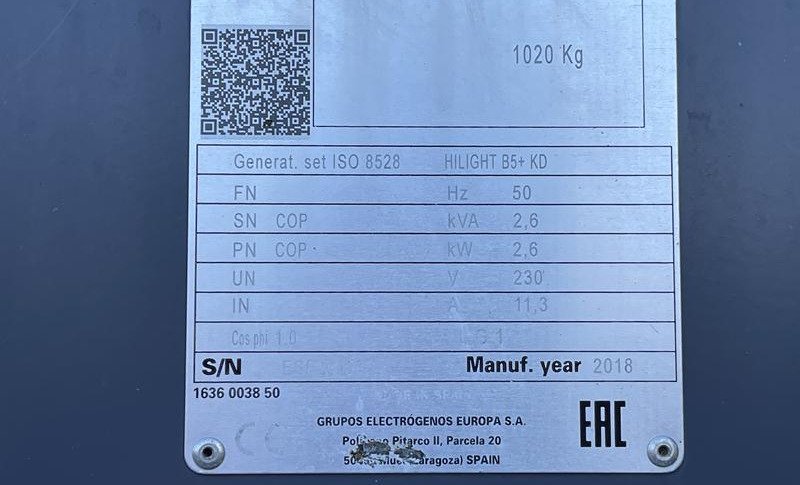 1020 Kg
Generat. set ISO 8528 HILIGHT B5+ KD
FN Hz 50
SN COP kVA 2,6
PN COP kW 2,6
UN V 230
IN A 11,3
Cos phi 1.0
S/N Manuf. year 2018
1636 0038 50
GRUPOS ELECTRÓGENOS EUROPA S.A.
Pitarco II, Parcela 20
SPAIN
CE
EAC